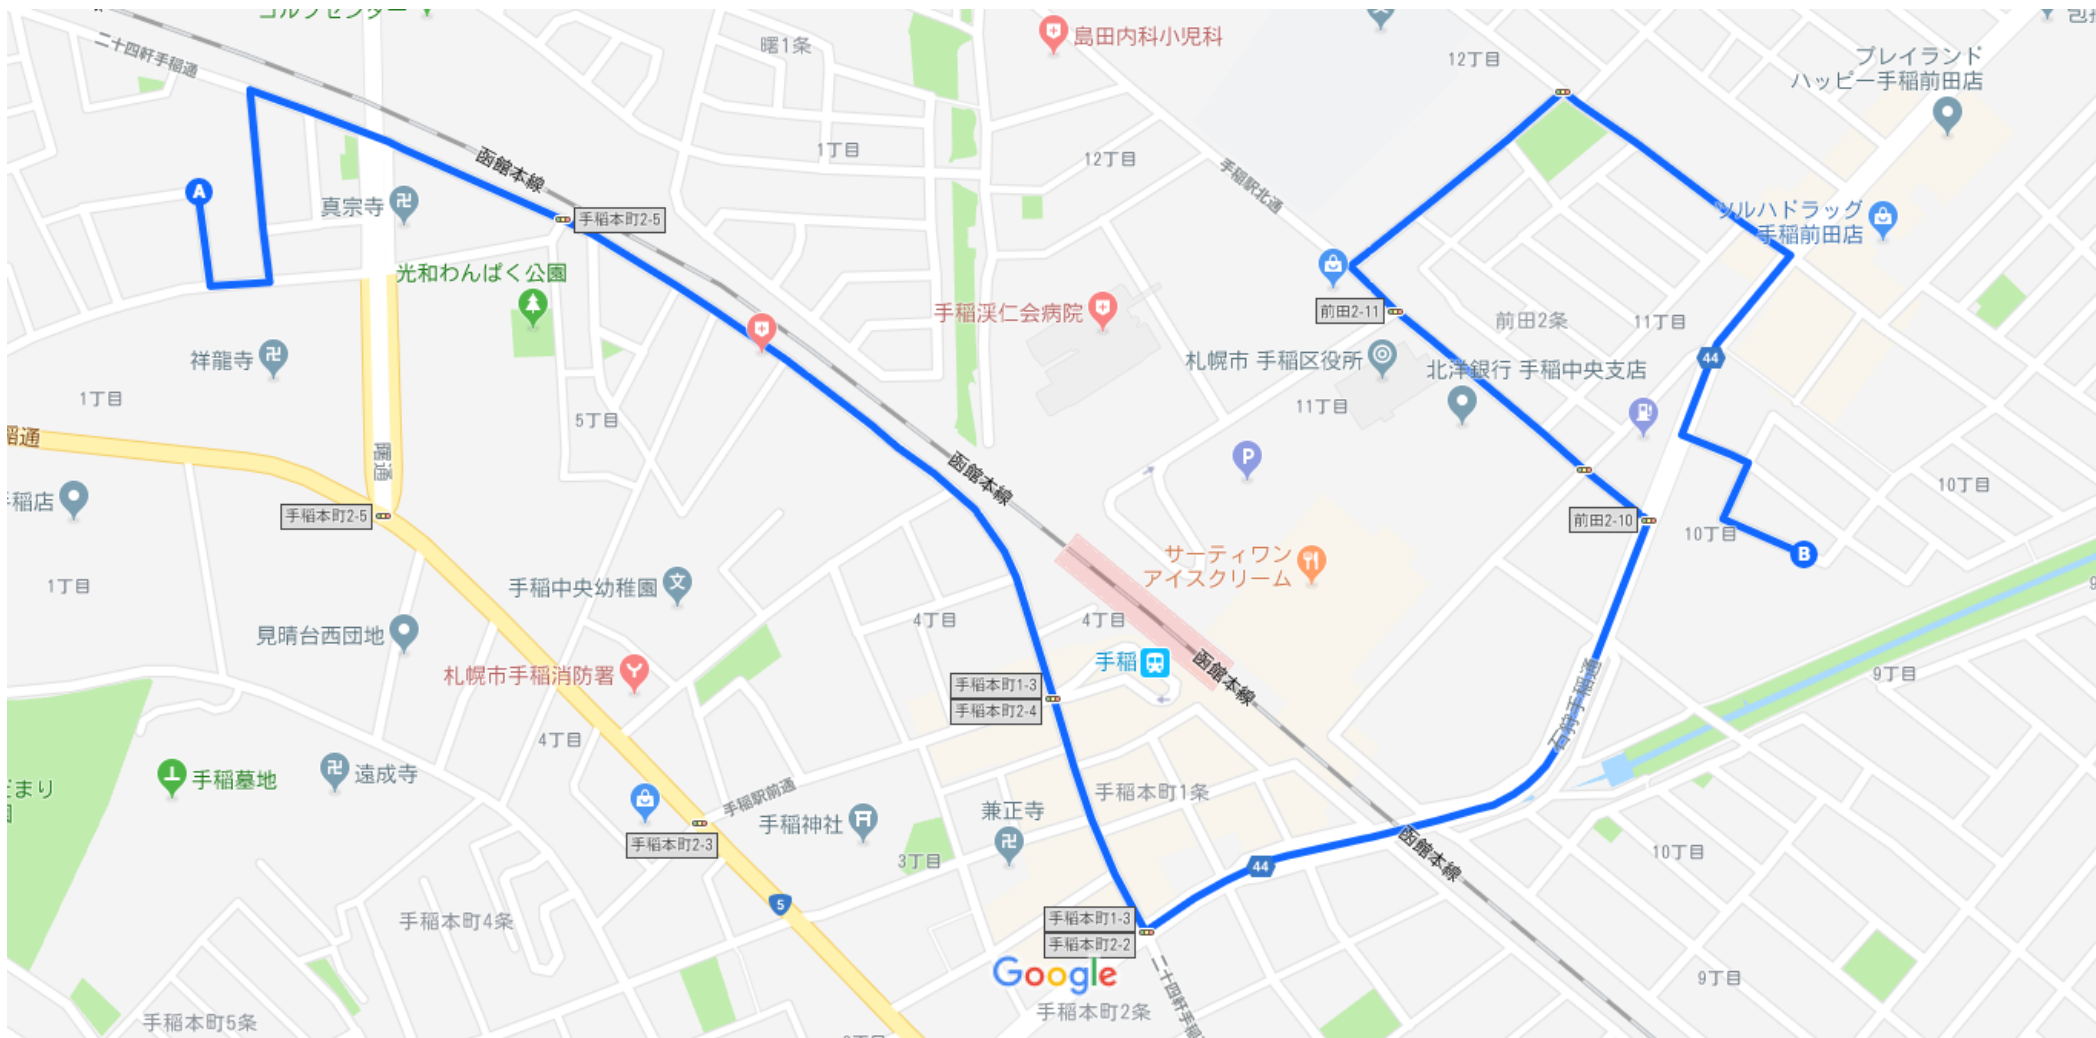 ゴルフセンター
二十四軒手稲通
曙1条
島田内科小児科
12丁目
プレイランド
ハッピー手稲前田店
函館本線
1丁目
12丁目
手稲駅北通
A
真宗寺
手稲本町2-5
ツルハドラッグ
手稲前田店
光和わんぱく公園
手稲渓仁会病院
前田2-11
前田2条
11丁目
祥龍寺
札幌市 手稲区役所
北洋銀行 手稲中央支店
44
1丁目
5丁目
11丁目
稲通
曙通
函館本線
P
10丁目
手稲店
手稲本町2-5
前田2-10
10丁目
B
サーティワン
アイスクリーム
1丁目
手稲中央幼稚園
4丁目
4丁目
見晴台西団地
札幌市手稲消防署
手稲
函館本線
9丁目
手稲本町1-3
手稲本町2-4
石狩手稲通
4丁目
手稲墓地
遠成寺
だまり
園
手稲駅前通
手稲本町1条
手稲神社
兼正寺
手稲本町2-3
函館本線
3丁目
10丁目
44
5
手稲本町4条
手稲本町1-3
手稲本町2-2
Google
二十四軒手稲
9丁目
手稲本町5条
手稲本町2条